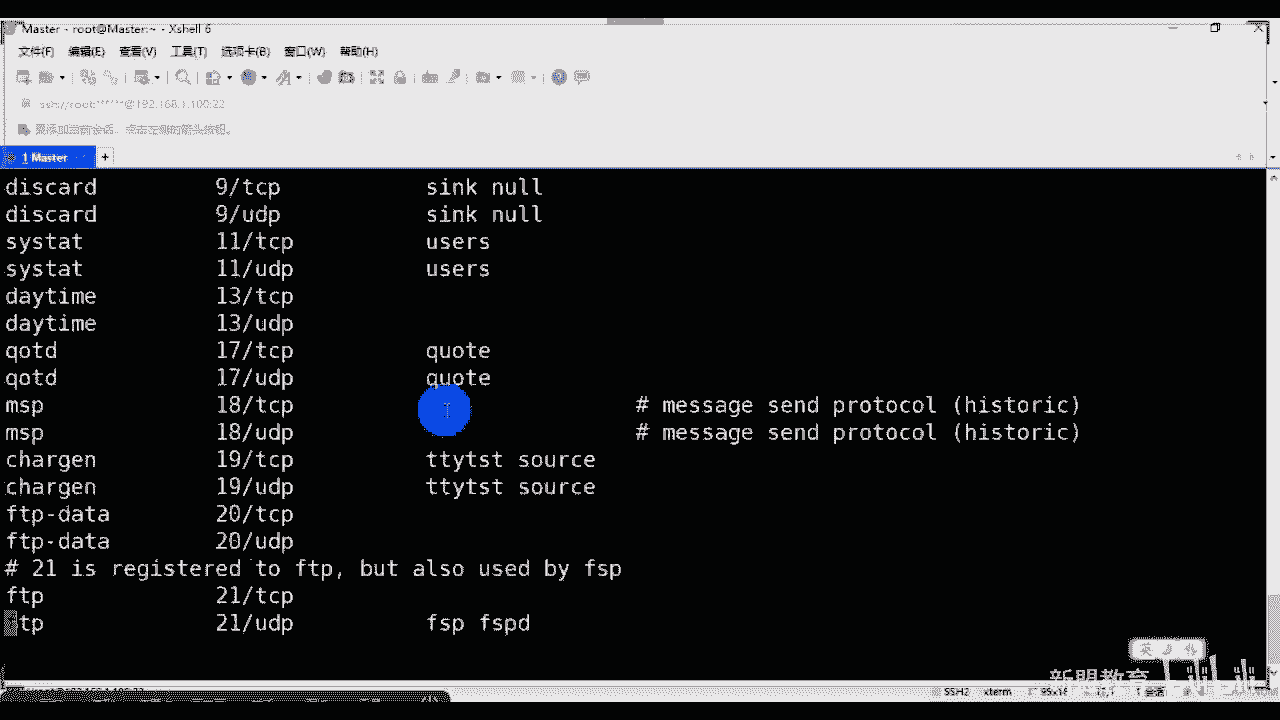 Master - root@Master:~ - Xshell 6
文件(F) 编辑(E) 查看(V) 工具(T) 选项卡(B) 窗口(W) 帮助(H)
ssh://root:******@192.168.1.100:22
要添加当前会话，点击左侧的箭头按钮。
1 Master +
discard 9/tcp sink null
discard 9/udp sink null
systat 11/tcp users
systat 11/udp users
daytime 13/tcp
daytime 13/udp
qotd 17/tcp quote
qotd 17/udp quote
msp 18/tcp # message send protocol (historic)
msp 18/udp # message send protocol (historic)
chargen 19/tcp ttytst source
chargen 19/udp ttytst source
ftp-data 20/tcp
ftp-data 20/udp
# 21 is registered to ftp, but also used by fsp
ftp 21/tcp
ftp 21/udp fsp fspd
英
新盟教育
SSH2 xterm